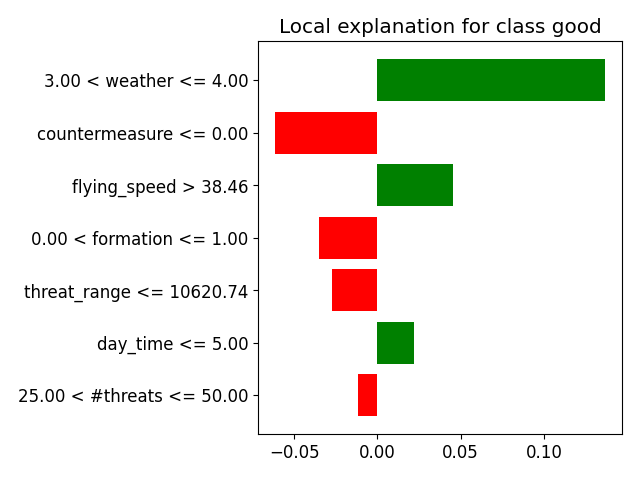 Local explanation for class good
3.00 < weather <= 4.00
countermeasure <= 0.00
flying_speed > 38.46
0.00 < formation <= 1.00
threat_range <= 10620.74
day_time <= 5.00
25.00 < #threats <= 50.00
−0.05 0.00 0.05 0.10